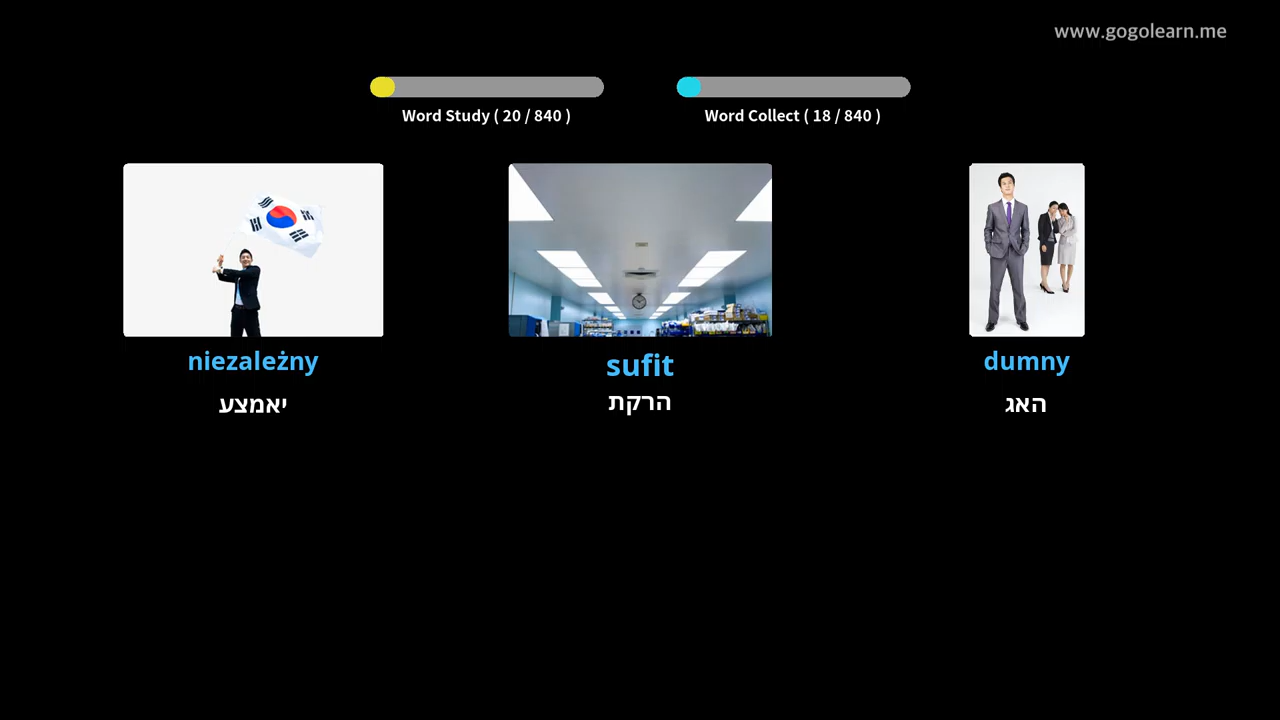 www.gogolearn.me
Word Study ( 20 / 840 )
Word Collect ( 18 / 840 )
niezależny
יאמצע
sufit
הרקת
dumny
האג